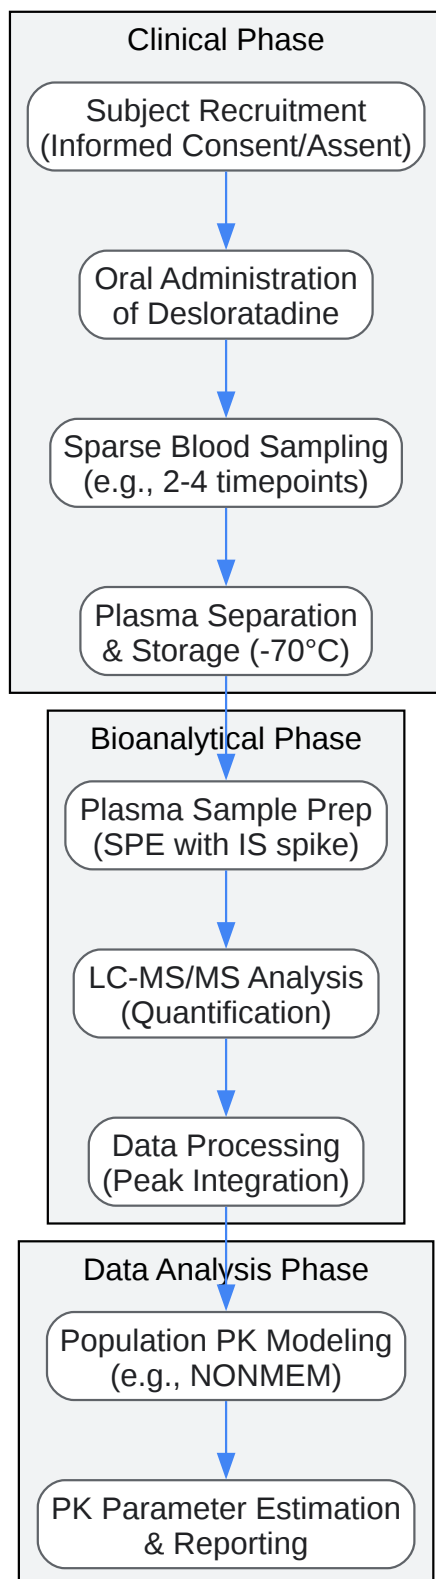 Clinical Phase
Subject Recruitment
(Informed Consent/Assent)
Oral Administration
of Desloratadine
Sparse Blood Sampling
(e.g., 2-4 timepoints)
Plasma Separation
& Storage (-70°C)
Bioanalytical Phase
Plasma Sample Prep
(SPE with IS spike)
LC-MS/MS Analysis
(Quantification)
Data Processing
(Peak Integration)
Data Analysis Phase
Population PK Modeling
(e.g., NONMEM)
PK Parameter Estimation
& Reporting